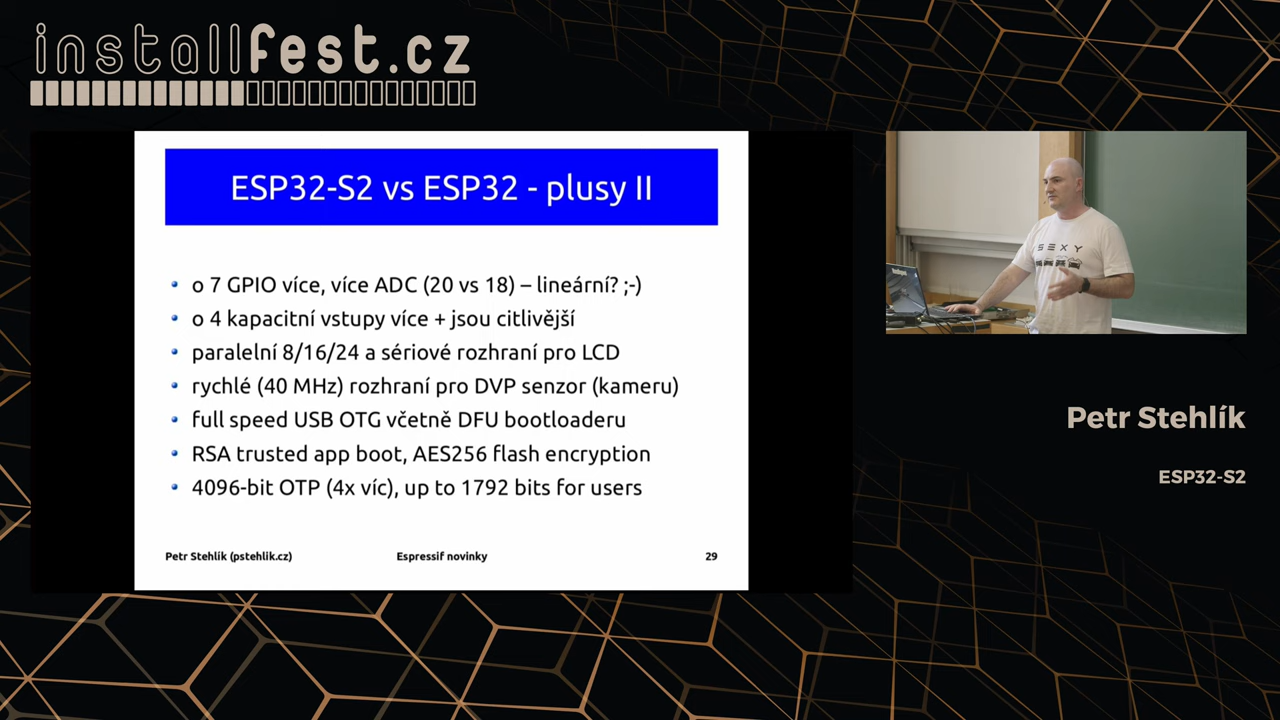 installfest.cz
ESP32-S2 vs ESP32 - plusy II
• o 7 GPIO více, více ADC (20 vs 18) – lineární? ;-)
• o 4 kapacitní vstupy více + jsou citlivější
• paralelní 8/16/24 a sériové rozhraní pro LCD
• rychlé (40 MHz) rozhraní pro DVP senzor (kameru)
• full speed USB OTG včetně DFU bootloaderu
• RSA trusted app boot, AES256 flash encryption
• 4096-bit OTP (4x víc), up to 1792 bits for users
Petr Stehlík (pstehlik.cz)
Espressif novinky
29
SEXY
Petr Stehlík
ESP32-S2